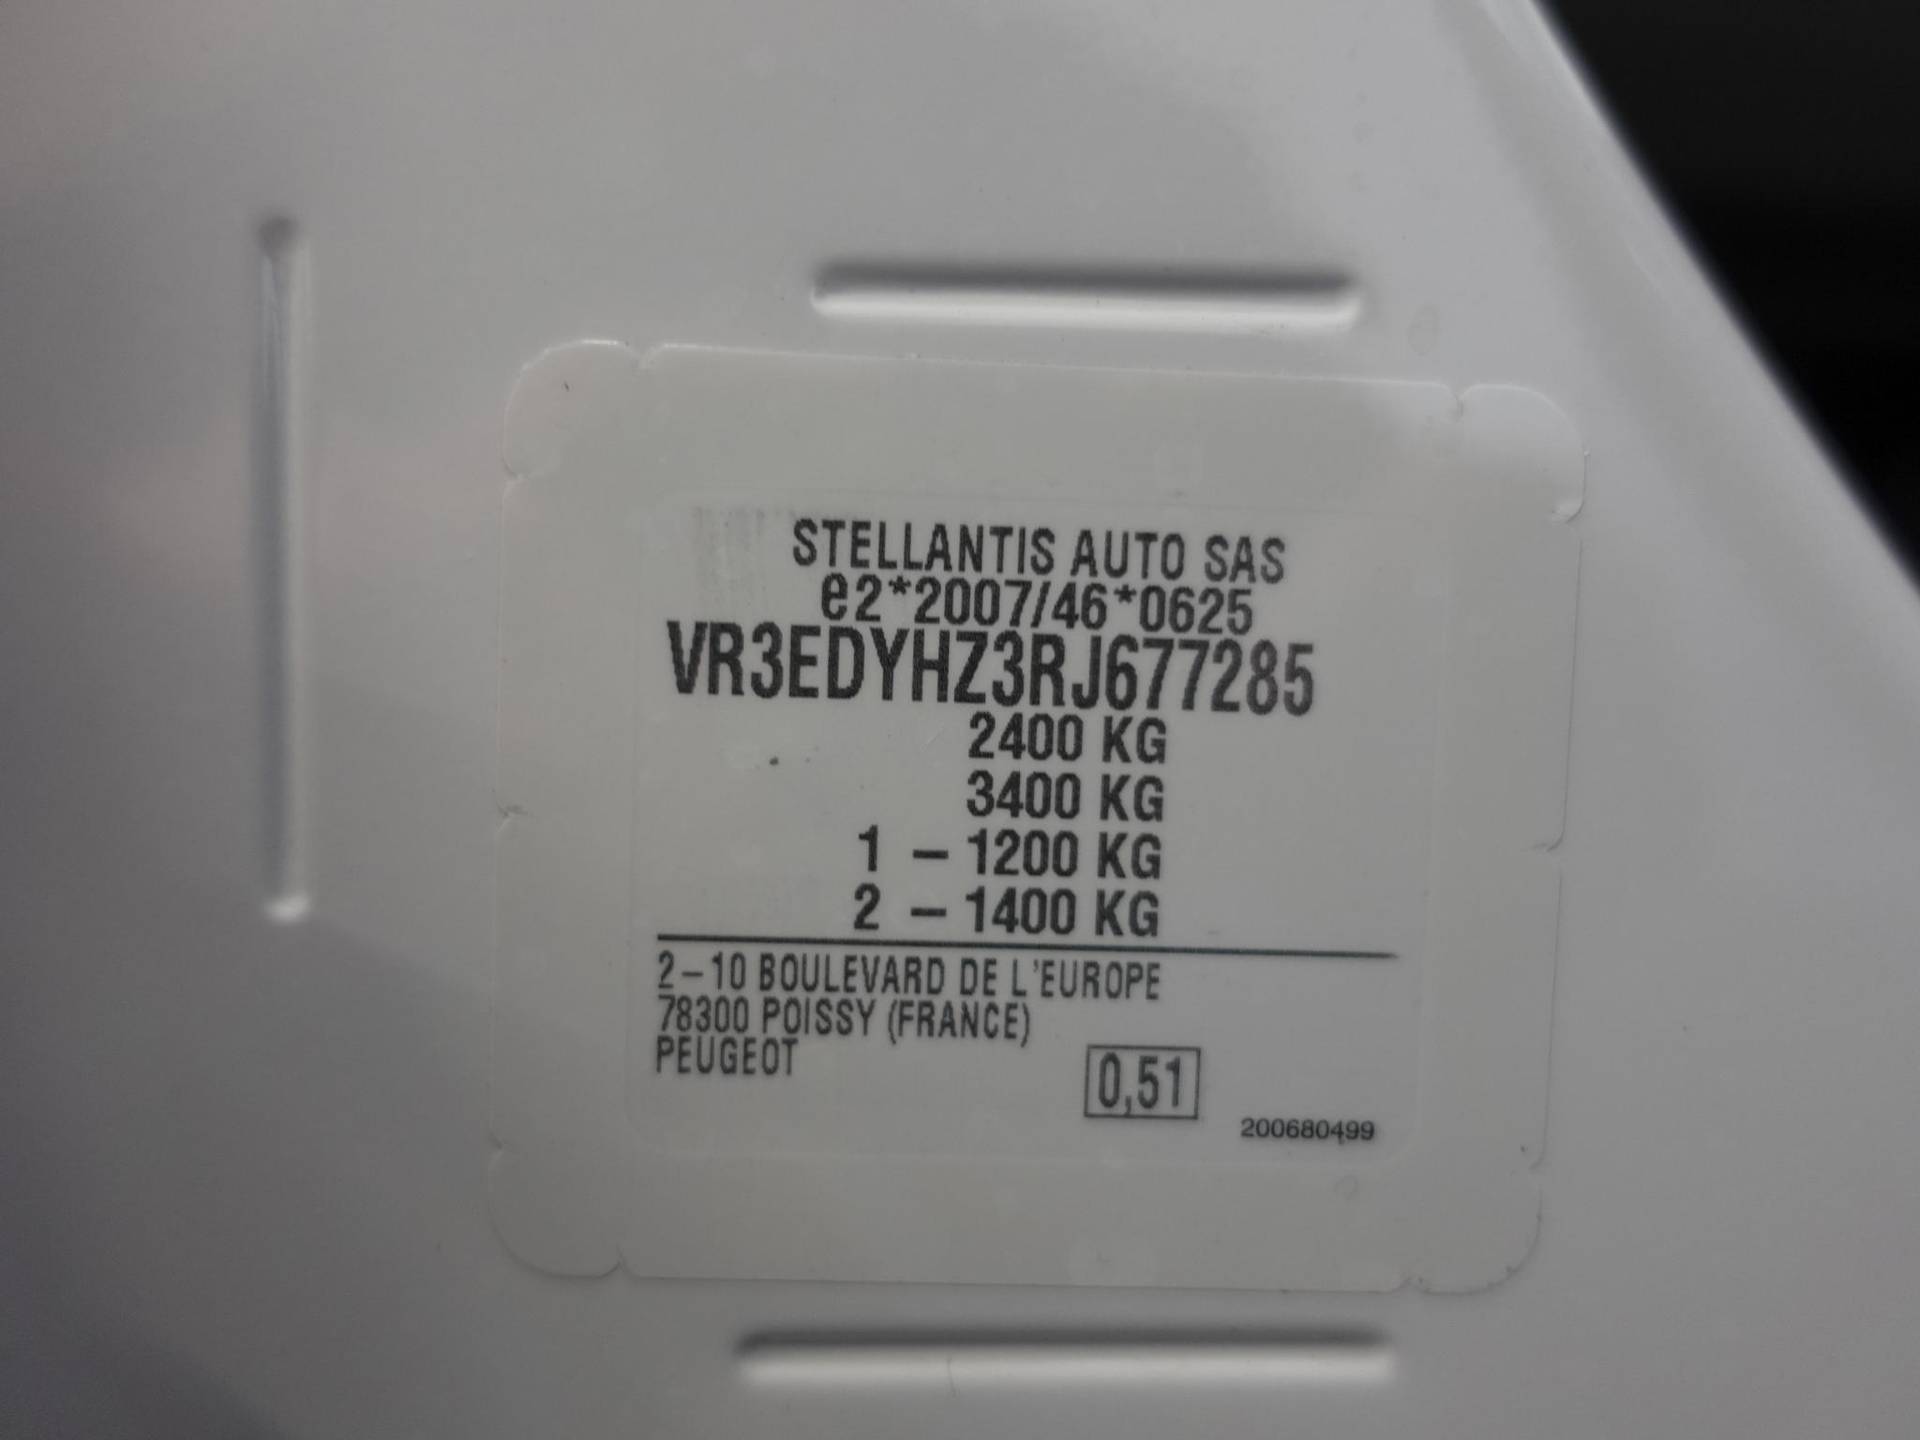 STELLANTIS AUTO SAS
e2*2007/46*0625
VR3EDYHZ3RJ677285
2400 KG
3400 KG
1 – 1200 KG
2 – 1400 KG
2–10 BOULEVARD DE L'EUROPE
78300 POISSY (FRANCE)
PEUGEOT
0,51
200680499